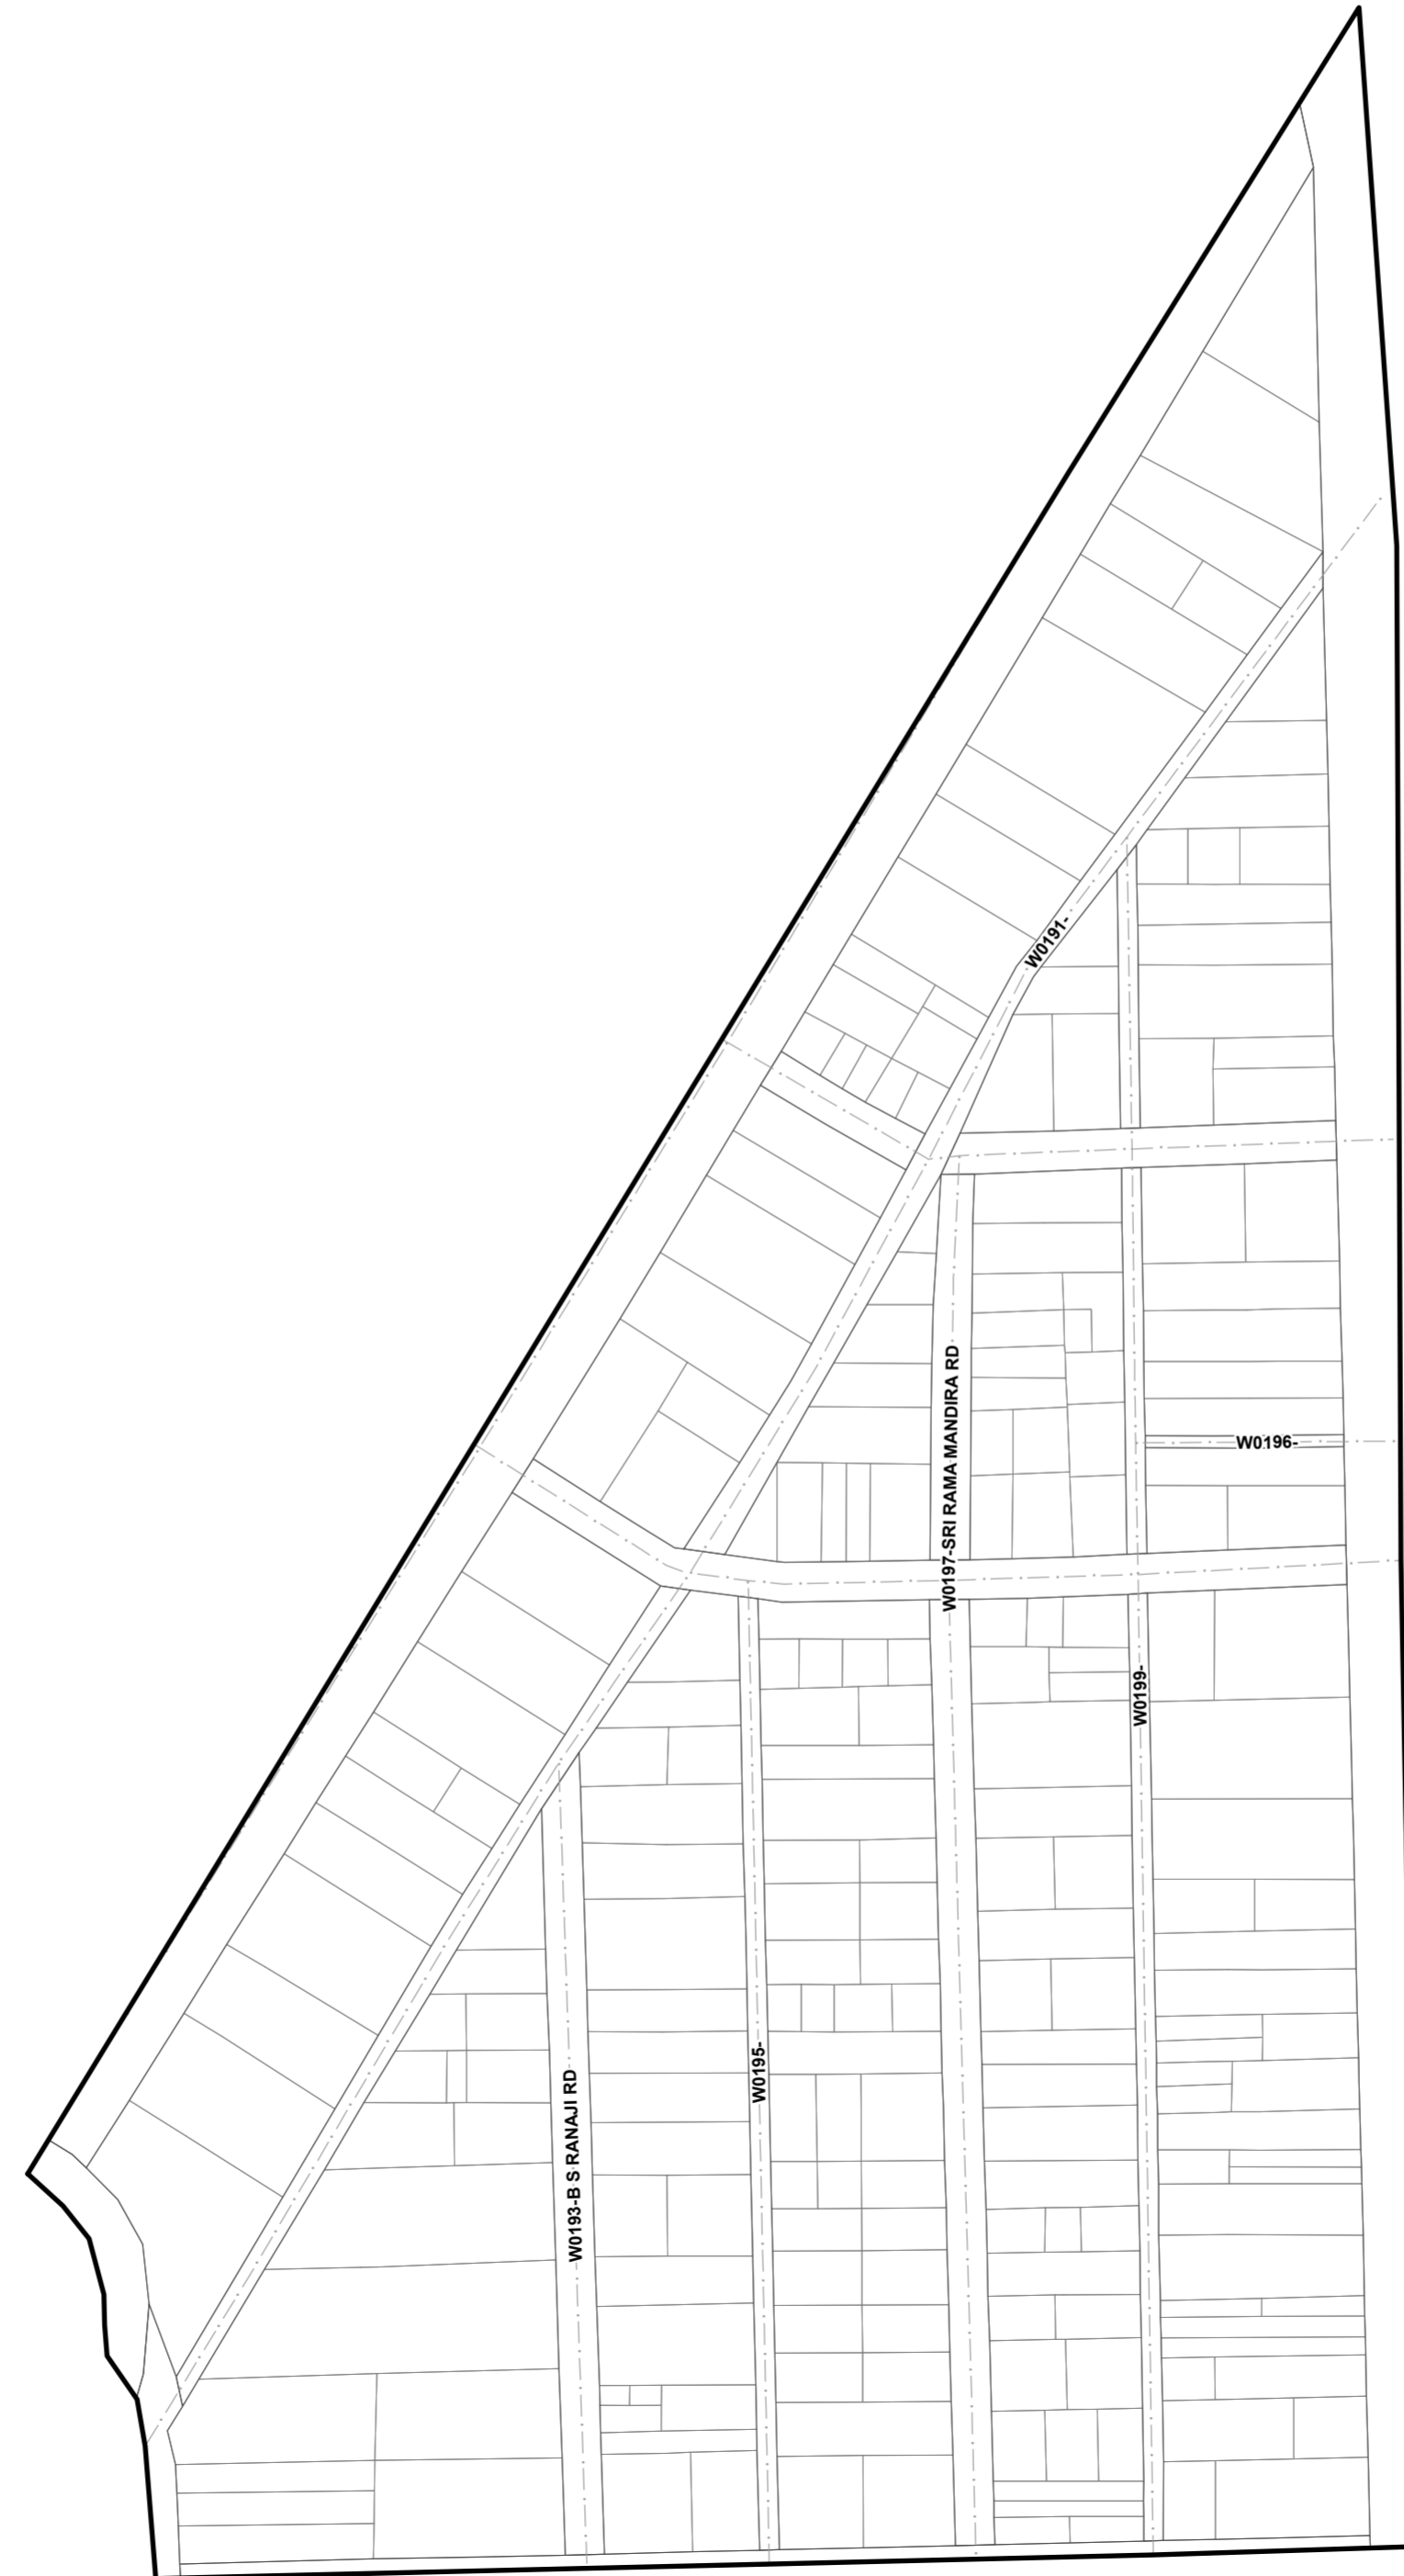 W0191-
W0197-SRI RAMA MANDIRA RD
W0196-
W0199-
W0195-
W0193-B S RANAJI RD